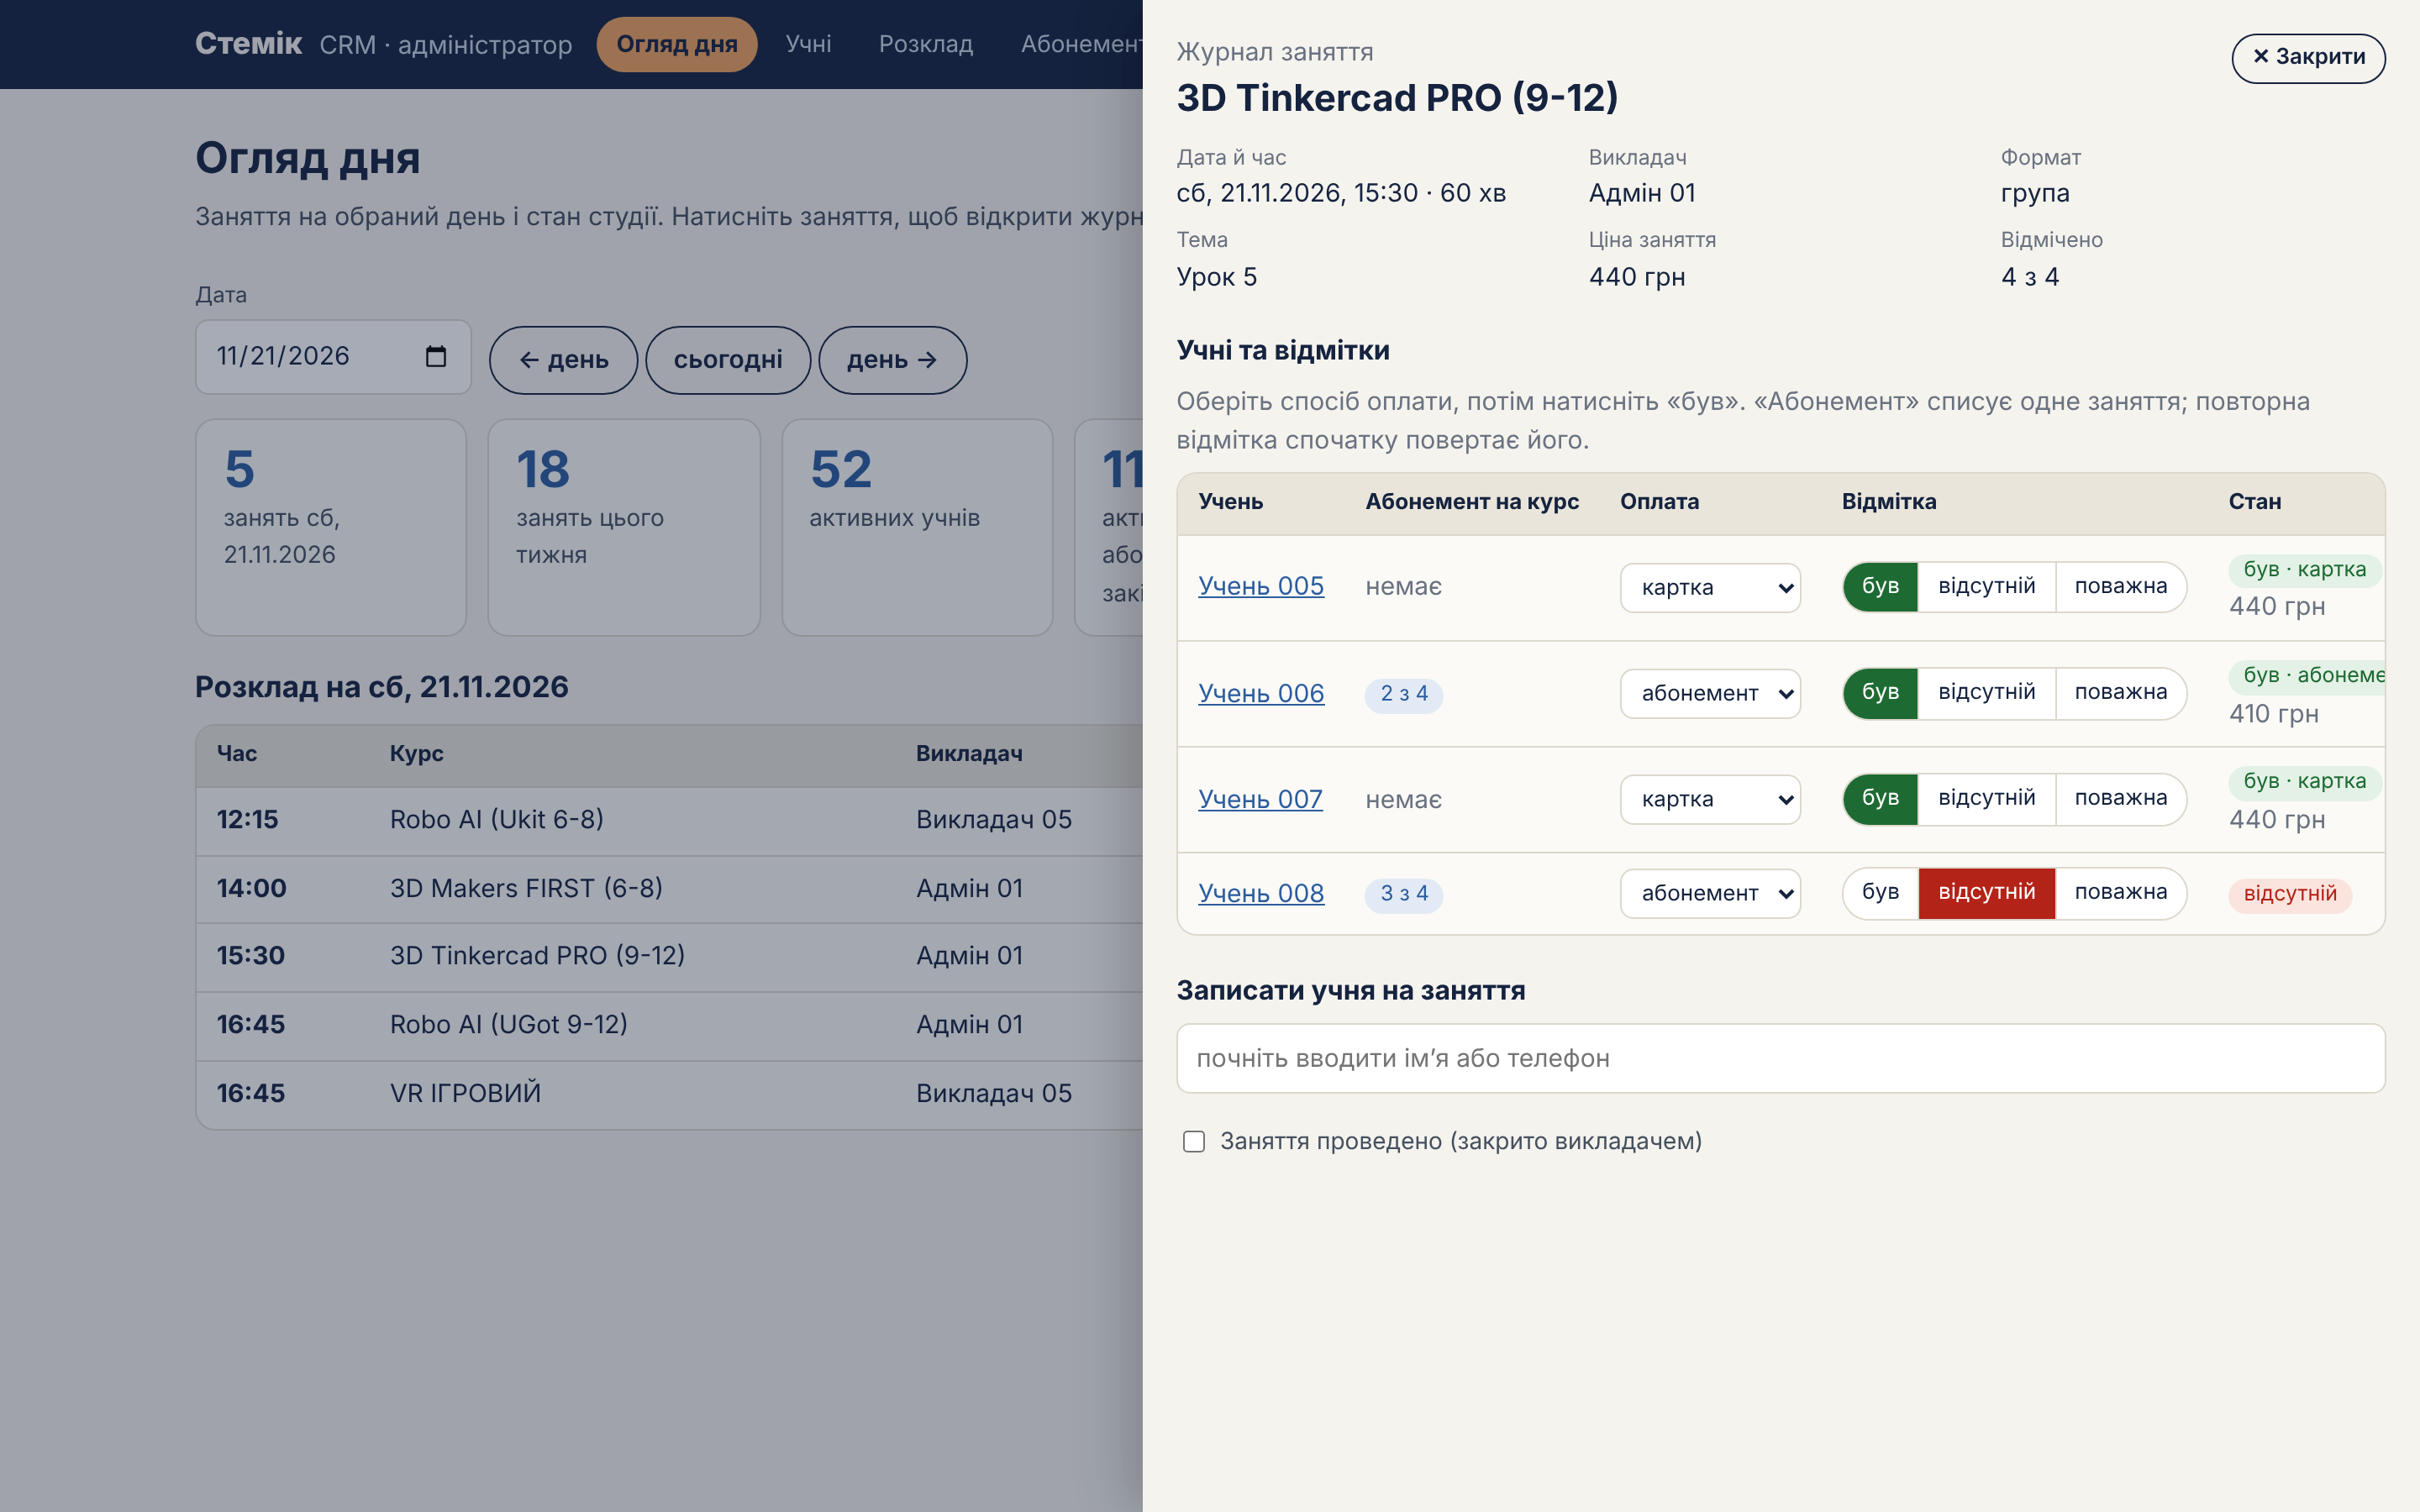 Стемік CRM · адміністратор Огляд дня Учні Розклад Абонемент
Огляд дня
Заняття на обраний день і стан студії. Натисніть заняття, щоб відкрити журн
Дата
11/21/2026 ← день сьогодні день →
5 18 52 11
занять сб, занять цього активних учнів акт
21.11.2026 тижня або
закі
Розклад на сб, 21.11.2026
Час Курс Викладач
12:15 Robo AI (Ukit 6-8) Викладач 05
14:00 3D Makers FIRST (6-8) Адмін 01
15:30 3D Tinkercad PRO (9-12) Адмін 01
16:45 Robo AI (UGot 9-12) Адмін 01
16:45 VR ІГРОВИЙ Викладач 05
Журнал заняття
✕ Закрити
3D Tinkercad PRO (9-12)
Дата й час Викладач Формат
сб, 21.11.2026, 15:30 · 60 хв Адмін 01 група
Тема Ціна заняття Відмічено
Урок 5 440 грн 4 з 4
Учні та відмітки
Оберіть спосіб оплати, потім натисніть «був». «Абонемент» списує одне заняття; повторна
відмітка спочатку повертає його.
Учень Абонемент на курс Оплата Відмітка Стан
Учень 005 немає картка був відсутній поважна був · картка
440 грн
Учень 006 2 з 4 абонемент був відсутній поважна був · абонеме
410 грн
Учень 007 немає картка був відсутній поважна був · картка
440 грн
Учень 008 3 з 4 абонемент був відсутній поважна відсутній
Записати учня на заняття
почніть вводити ім’я або телефон
Заняття проведено (закрито викладачем)